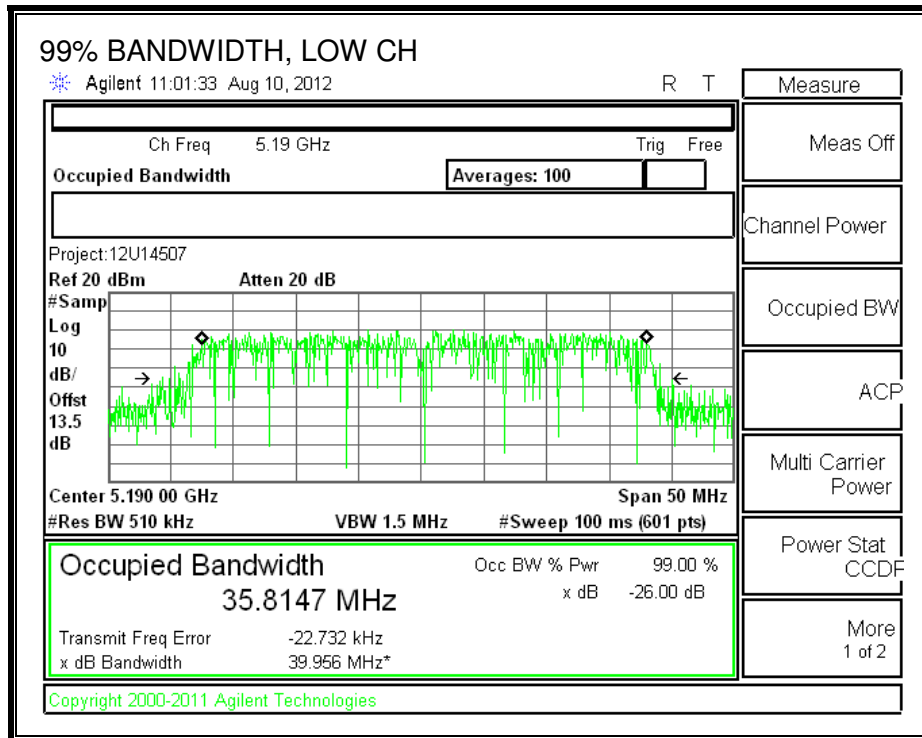 99% BANDWIDTH, LOW CH
Agilent 11:01:33 Aug 10, 2012 R T
Measure
Ch Freq 5.19 GHz Trig Free
Meas Off
Occupied Bandwidth Averages: 100
Channel Power
Project:12U14507
Ref 20 dBm Atten 20 dB
#Samp
Log
10
dB/
Offst
13.5
dB
Occupied BW
ACP
Center 5.190 00 GHz Span 50 MHz
#Res BW 510 kHz VBW 1.5 MHz #Sweep 100 ms (601 pts)
Multi Carrier
Power
Occupied Bandwidth Occ BW % Pwr 99.00 %
35.8147 MHz x dB -26.00 dB
Transmit Freq Error -22.732 kHz
x dB Bandwidth 39.956 MHz*
Power Stat
CCDF
More
1 of 2
Copyright 2000-2011 Agilent Technologies